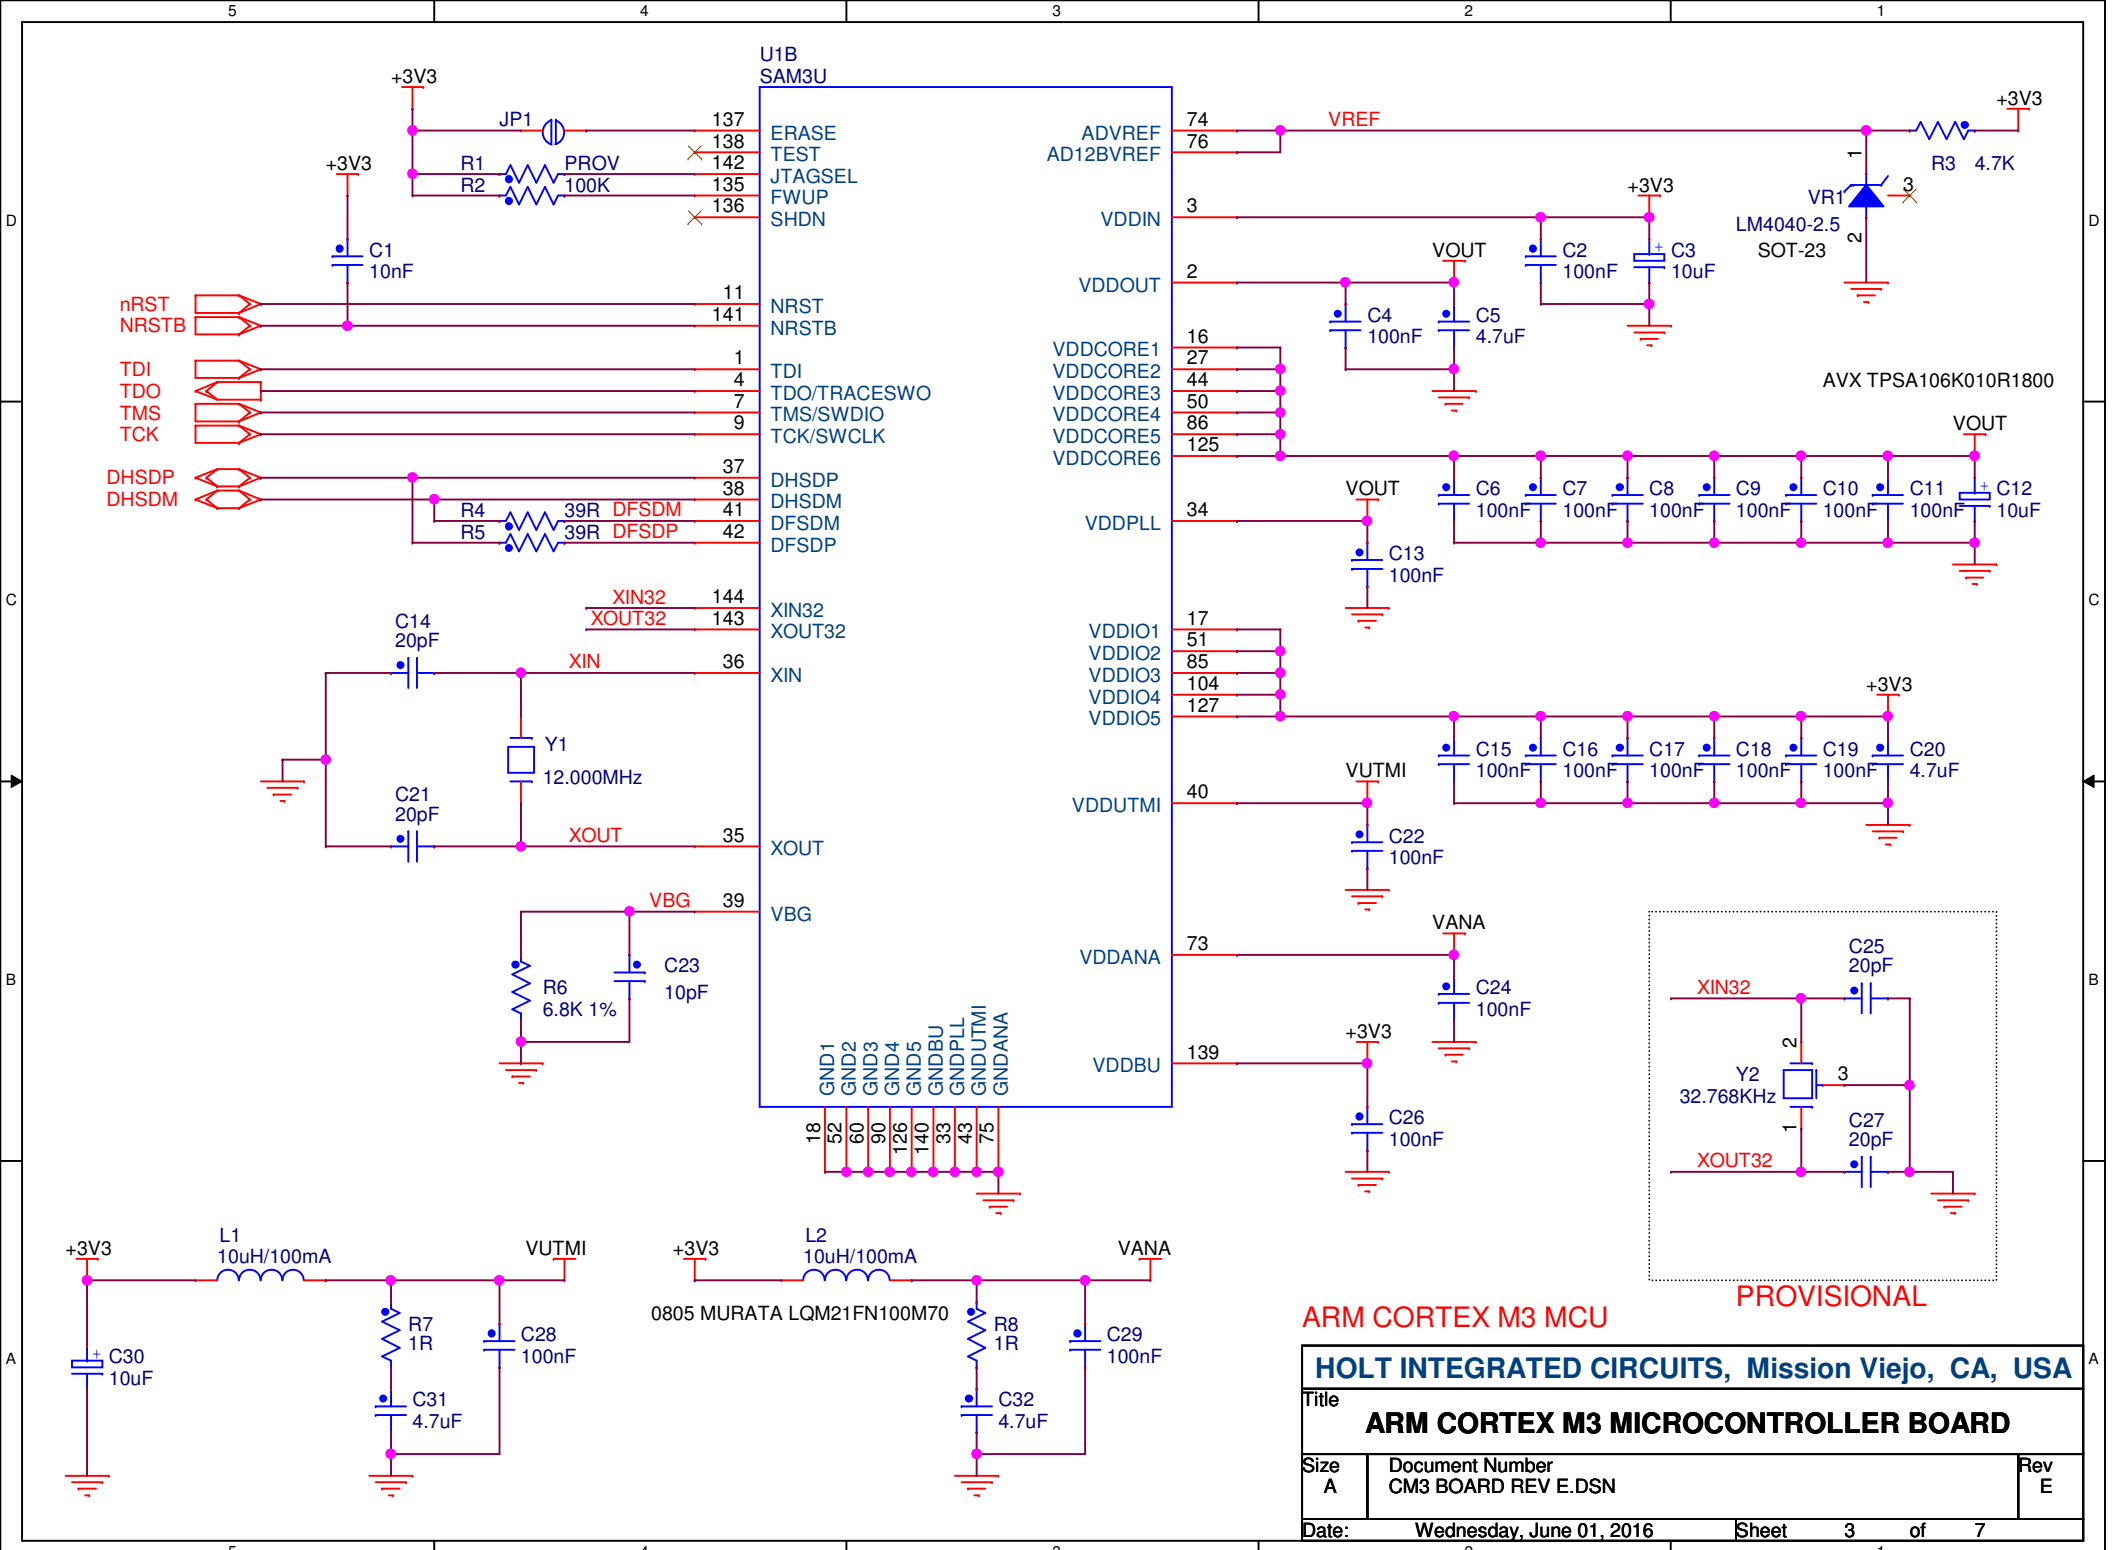 5 4 3 2 1
D
C
B
A
D
C
B
A
U1B
SAM3U
+3V3
JP1
R1 PROV
R2 100K
+3V3
C1
10nF
nRST
NRSTB
TDI
TDO
TMS
TCK
DHSDP
DHSDM
R4 39R DFSDM
R5 39R DFSDP
XIN32
XOUT32
C14
20pF
XIN
Y1
12.000MHz
C21
20pF
XOUT
VBG
R6
6.8K 1%
C23
10pF
137 ERASE
138 TEST
142 JTAGSEL
135 FWUP
136 SHDN
11 NRST
141 NRSTB
1 TDI
4 TDO/TRACESWO
7 TMS/SWDIO
9 TCK/SWCLK
37 DHSDP
38 DHSDM
41 DFSDM
42 DFSDP
144 XIN32
143 XOUT32
36 XIN
35 XOUT
39 VBG
GND1 18
GND2 52
GND3 60
GND4 90
GND5 126
GNDBU 140
GNDPLL 33
GNDUTMI 43
GNDANA 75
ADVREF 74
AD12BVREF 76
VDDIN 3
VDDOUT 2
VDDCORE1 16
VDDCORE2 27
VDDCORE3 44
VDDCORE4 50
VDDCORE5 86
VDDCORE6 125
VDDPLL 34
VDDIO1 17
VDDIO2 51
VDDIO3 85
VDDIO4 104
VDDIO5 127
VDDUTMI 40
VDDANA 73
VDDBU 139
VREF
+3V3
R3 4.7K
1
VR1
3
LM4040-2.5
2
SOT-23
+3V3
C2
100nF
C3
10uF
VOUT
C4
100nF
C5
4.7uF
AVX TPSA106K010R1800
VOUT
C6
100nF
C7
100nF
C8
100nF
C9
100nF
C10
100nF
C11
100nF
C12
10uF
VOUT
C13
100nF
+3V3
C15
100nF
C16
100nF
C17
100nF
C18
100nF
C19
100nF
C20
4.7uF
VUTMI
C22
100nF
VANA
C24
100nF
+3V3
C26
100nF
C25
20pF
XIN32
2
Y2
32.768KHz
3
1
C27
20pF
XOUT32
PROVISIONAL
+3V3
L1
10uH/100mA
VUTMI
R7
1R
C28
100nF
C30
10uF
C31
4.7uF
+3V3
L2
10uH/100mA
VANA
0805 MURATA LQM21FN100M70
R8
1R
C29
100nF
C32
4.7uF
ARM CORTEX M3 MCU
HOLT INTEGRATED CIRCUITS, Mission Viejo, CA, USA
Title
ARM CORTEX M3 MICROCONTROLLER BOARD
Size
A
Document Number
CM3 BOARD REV E.DSN
Rev
E
Date: Wednesday, June 01, 2016 Sheet 3 of 7